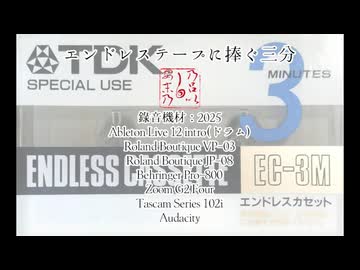 エンドレステープに捧ぐ三分
TDK
SPECIAL USE
3
MINUTES
録音機材：2025
Ableton Live 12 intro(ドラム)
Roland Boutique VP-03
Roland Boutique JP-08
ENDLESS CASSETTE
EC-3M
Behringer Pro-800
エンドレスカセット
Zoom G2 Four
Tascam Series 102i
Audacity